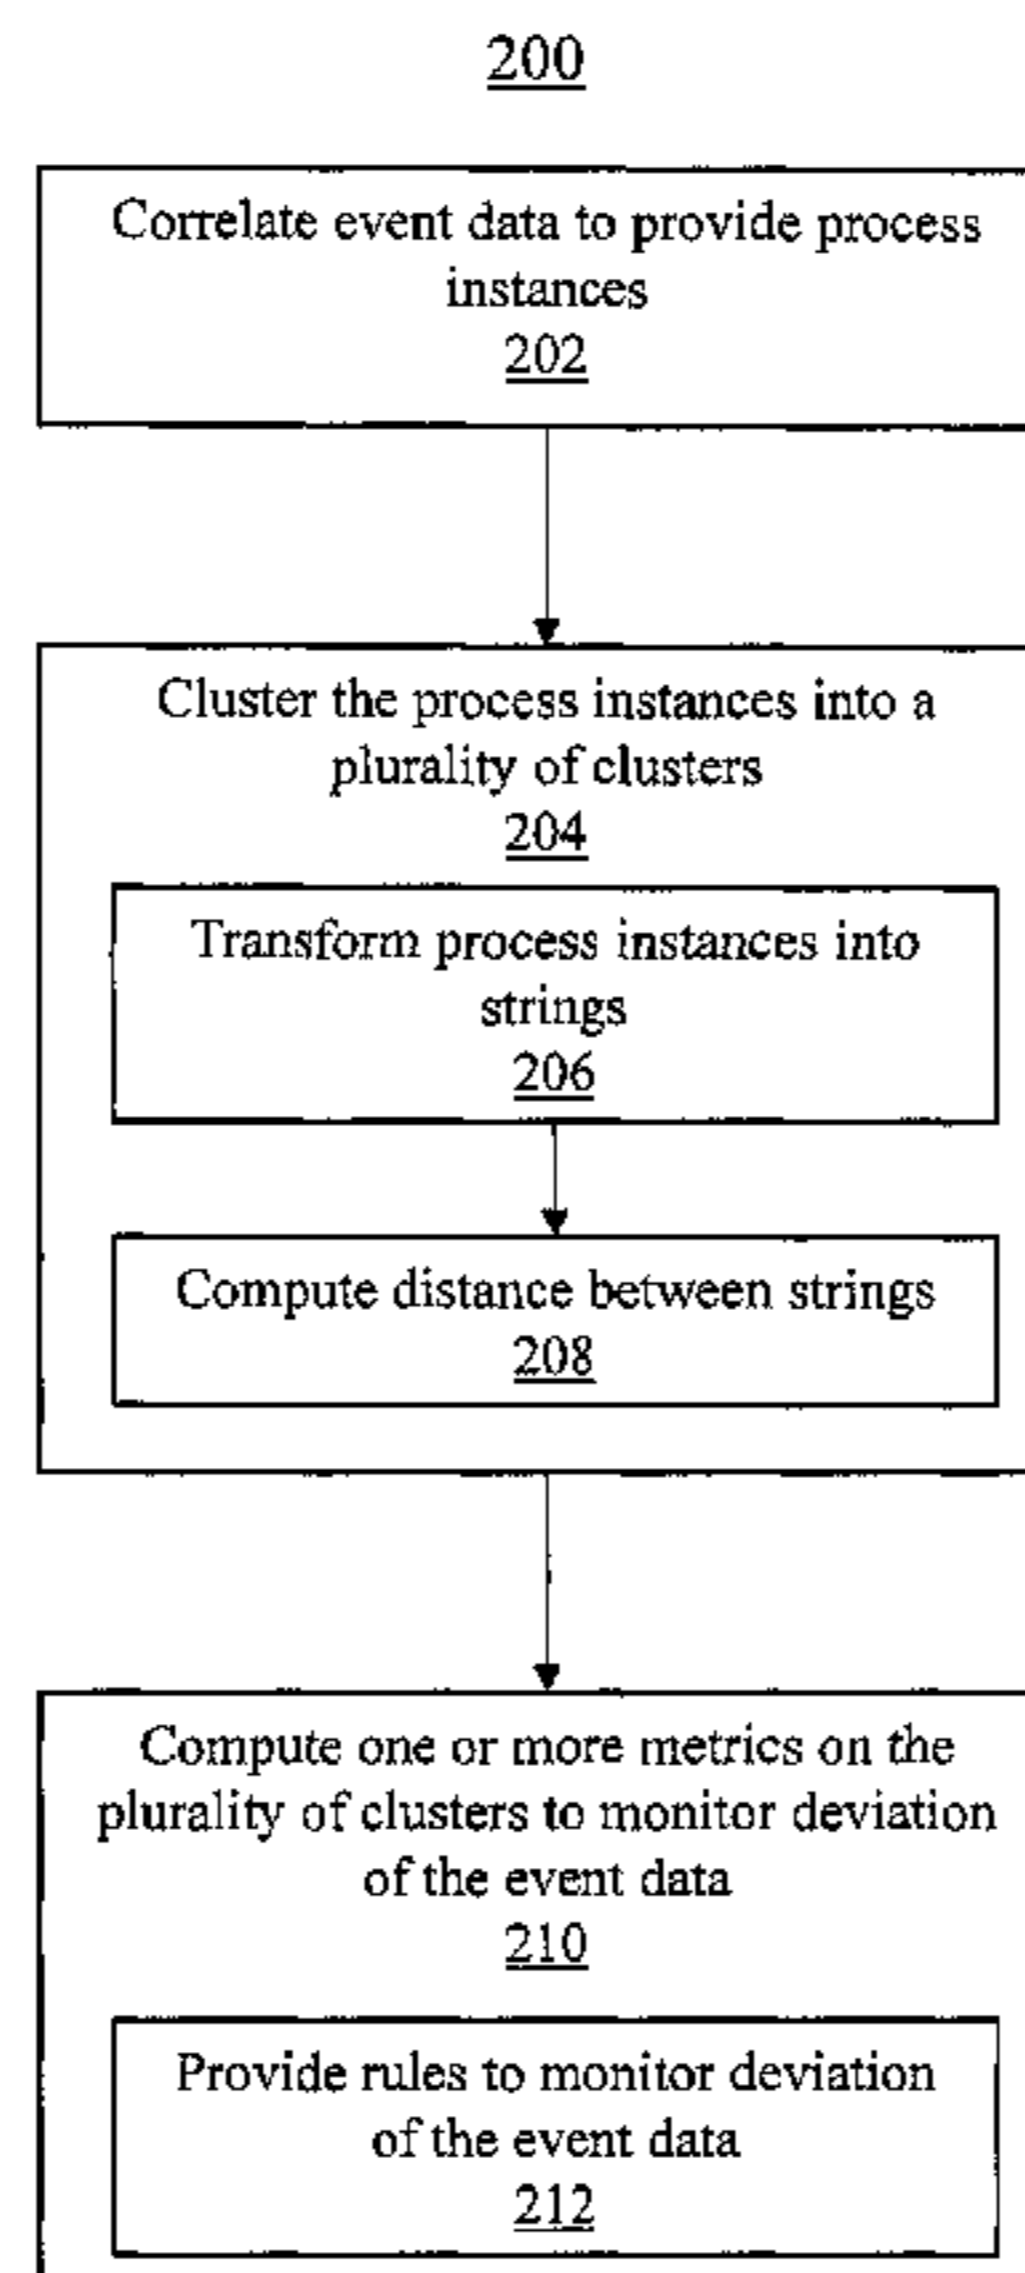 200
Correlate event data to provide process
instances
202
Cluster the process instances into a
plurality of clusters
204
Transform process instances into
strings
206
Compute distance between strings
208
Compute one or more metrics on the
plurality of clusters to monitor deviation
of the event data
210
Provide rules to monitor deviation
of the event data
212